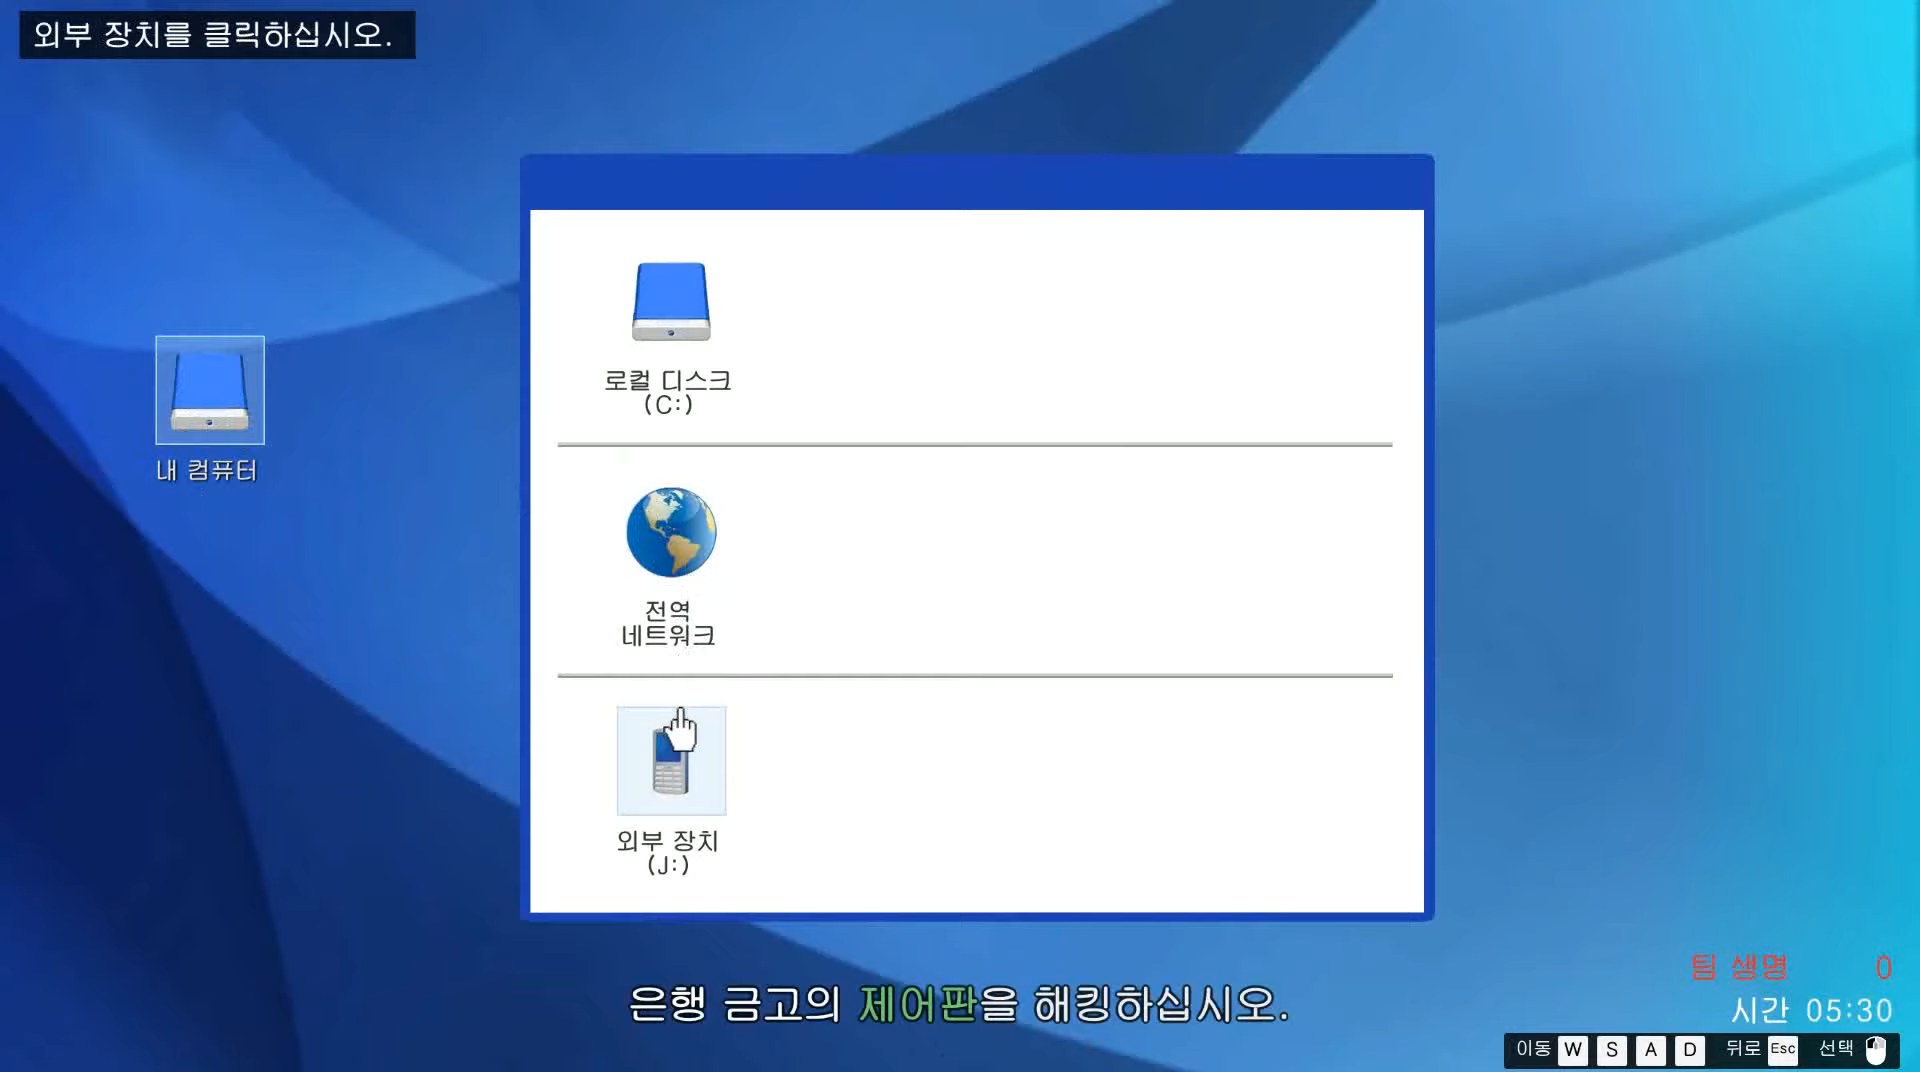 외부 장치를 클릭하십시오.
로컬 디스크
(C:)
내 컴퓨터
전역
네트워크
외부 장치
(J:)
은행 금고의 제어판을 해킹하십시오.
팀 생명 0
시간 05:30
이동 W S A D 뒤로 Esc 선택